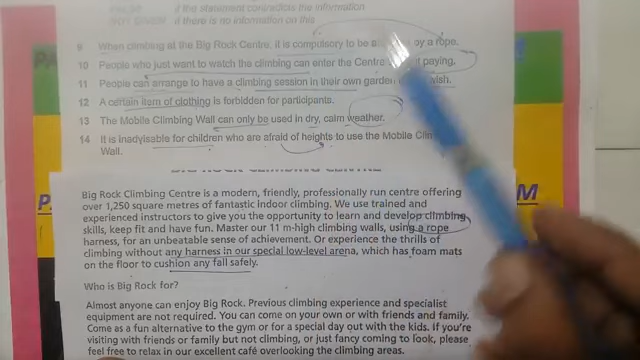 if the statement contradicts the information
if there is no information on this
9 When climbing at the Big Rock Centre, it is compulsory to be a by a rope.
10 People who just want to watch the climbing can enter the Centre paying.
11 People can arrange to have a climbing session in their own garden wish.
12 A certain item of clothing is forbidden for participants.
13 The Mobile Climbing Wall can only be used in dry, calm weather.
14 It is inadvisable for children who are afraid of heights to use the Mobile
Wall.
Big Rock Climbing Centre is a modern, friendly, professionally run centre offering
over 1,250 square metres of fantastic indoor climbing. We use trained and
experienced instructors to give you the opportunity to learn and develop climbing
skills, keep fit and have fun. Master our 11 m-high climbing walls, using a rope
harness, for an unbeatable sense of achievement. Or experience the thrills of
climbing without any harness in our special low-level arena, which has foam mats
on the floor to cushion any fall safely.
Who is Big Rock for?
Almost anyone can enjoy Big Rock. Previous climbing experience and specialist
equipment are not required. You can come on your own or with friends and family.
Come as a fun alternative to the gym or for a special day out with the kids. If you're
visiting with friends or family but not climbing, or just fancy coming to look, please
feel free to relax in our excellent café overlooking the climbing areas.